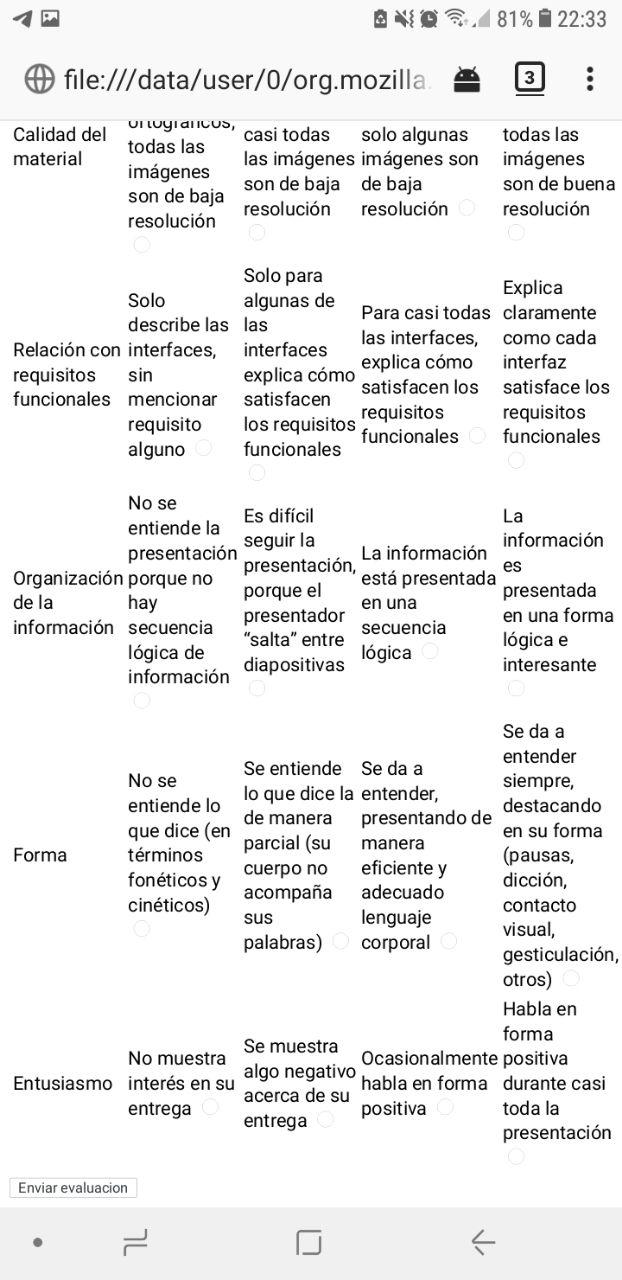 81% 22:33
file:///data/user/0/org.mozilla.
3
Calidad del
material
ortográficos,
todas las
imágenes
son de baja
resolución
casi todas
las imágenes
son de baja
resolución
solo algunas
imágenes son
de baja
resolución
todas las
imágenes
son de buena
resolución
Relación con
requisitos
funcionales
Solo
describe las
interfaces,
sin
mencionar
requisito
alguno
Solo para
algunas de
las
interfaces
explica cómo
satisfacen
los requisitos
funcionales
Para casi todas
las interfaces,
explica cómo
satisfacen los
requisitos
funcionales
Explica
claramente
como cada
interfaz
satisface los
requisitos
funcionales
Organización
de la
información
No se
entiende la
presentación
porque no
hay
secuencia
lógica de
información
Es difícil
seguir la
presentación,
porque el
presentador
“salta” entre
diapositivas
La información
está presentada
en una
secuencia
lógica
La
información
es
presentada
en una forma
lógica e
interesante
Forma
No se
entiende lo
que dice (en
términos
fonéticos y
cinéticos)
Se entiende
lo que dice la
de manera
parcial (su
cuerpo no
acompaña
sus
palabras)
Se da a
entender,
presentando de
manera
eficiente y
adecuado
lenguaje
corporal
Se da a
entender
siempre,
destacando
en su forma
(pausas,
dicción,
contacto
visual,
gesticulación,
otros)
Entusiasmo
No muestra
interés en su
entrega
Se muestra
algo negativo
acerca de su
entrega
Ocasionalmente
habla en forma
positiva
Habla en
forma
positiva
durante casi
toda la
presentación
Enviar evaluacion